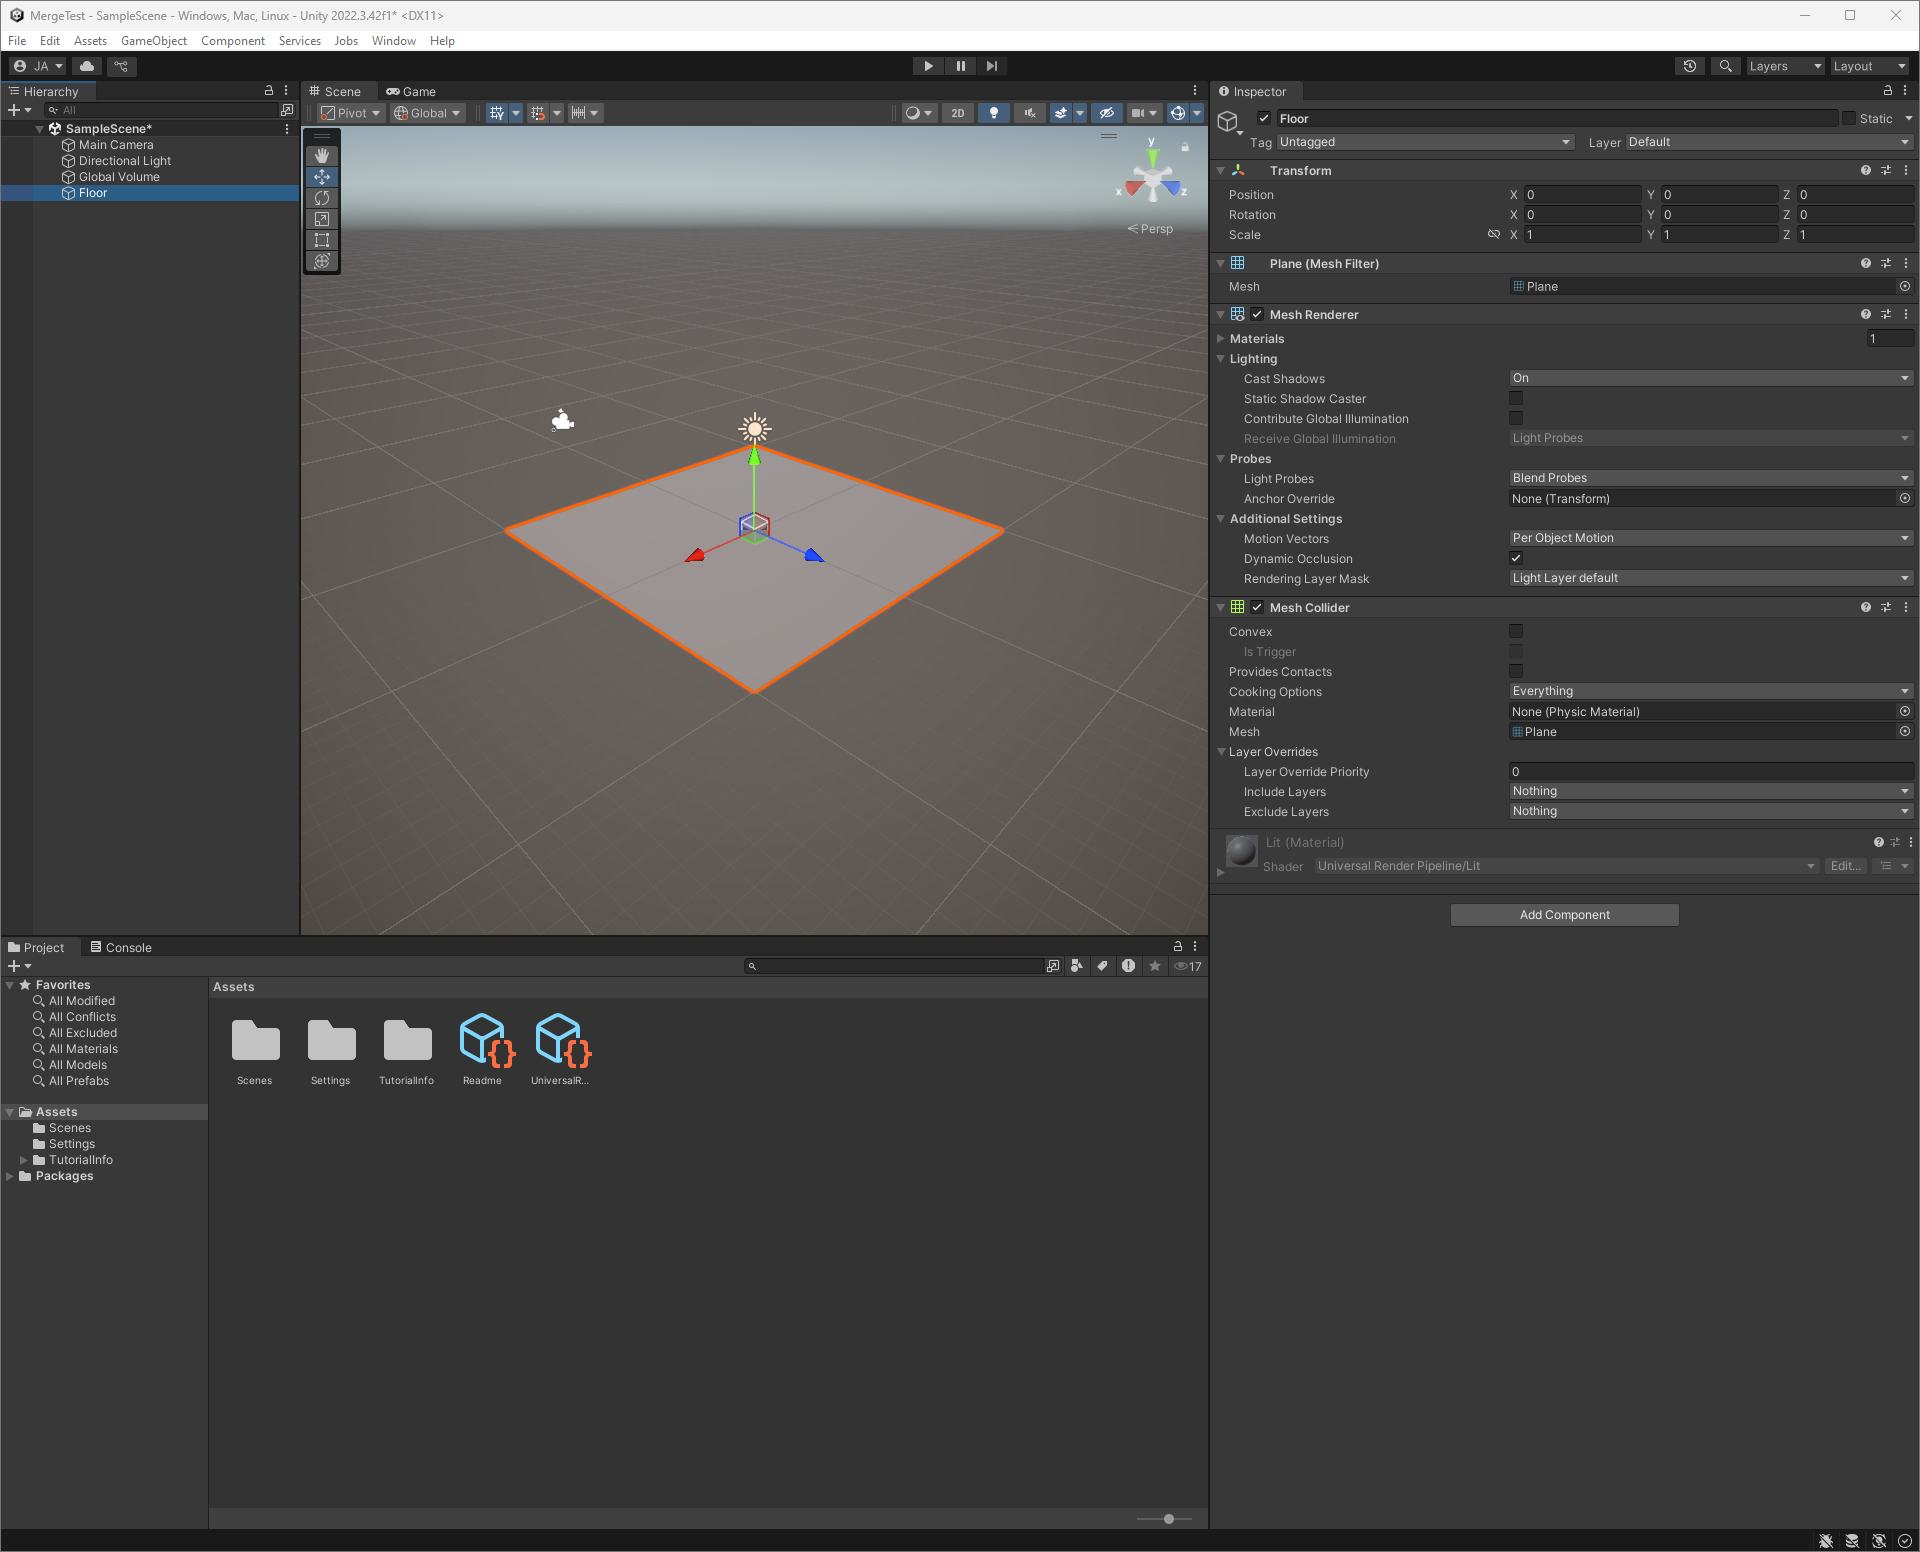 MergeTest - SampleScene - Windows, Mac, Linux - Unity 2022.3.42f1* <DX11>
File Edit Assets GameObject Component Services Jobs Window Help
JA
Layers
Layout
Hierarchy
All
SampleScene*
Main Camera
Directional Light
Global Volume
Floor
Scene
Game
Pivot
Global
2D
y
x
z
Persp
Inspector
Floor
Static
Tag Untagged
Layer Default
Transform
Position X 0 Y 0 Z 0
Rotation X 0 Y 0 Z 0
Scale X 1 Y 1 Z 1
Plane (Mesh Filter)
Mesh Plane
Mesh Renderer
Materials 1
Lighting
Cast Shadows On
Static Shadow Caster
Contribute Global Illumination
Receive Global Illumination Light Probes
Probes
Light Probes Blend Probes
Anchor Override None (Transform)
Additional Settings
Motion Vectors Per Object Motion
Dynamic Occlusion
Rendering Layer Mask Light Layer default
Mesh Collider
Convex
Is Trigger
Provides Contacts
Cooking Options Everything
Material None (Physic Material)
Mesh Plane
Layer Overrides
Layer Override Priority 0
Include Layers Nothing
Exclude Layers Nothing
Lit (Material)
Shader Universal Render Pipeline/Lit Edit...
Add Component
Project
Console
17
Favorites
All Modified
All Conflicts
All Excluded
All Materials
All Models
All Prefabs
Assets
Scenes
Settings
TutorialInfo
Packages
Assets
Scenes Settings TutorialInfo Readme UniversalR...